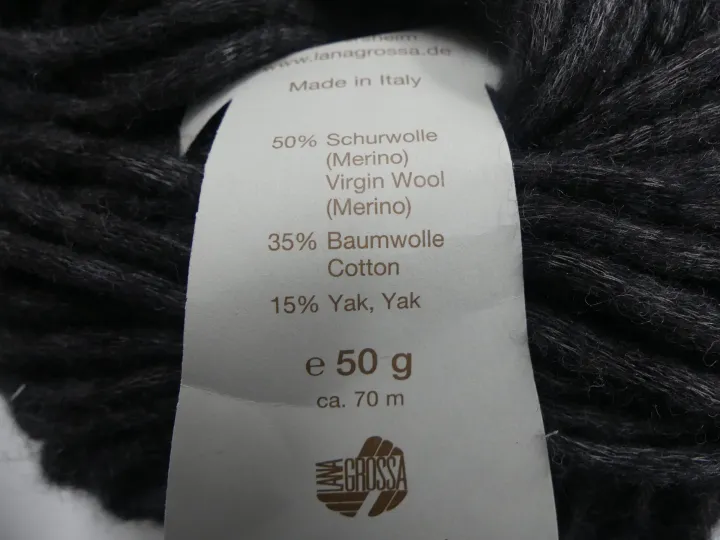 www.lanagrossa.de
Made in Italy
50% Schurwolle
(Merino)
Virgin Wool
(Merino)
35% Baumwolle
Cotton
15% Yak, Yak
e 50 g
ca. 70 m
LANA
GROSSA